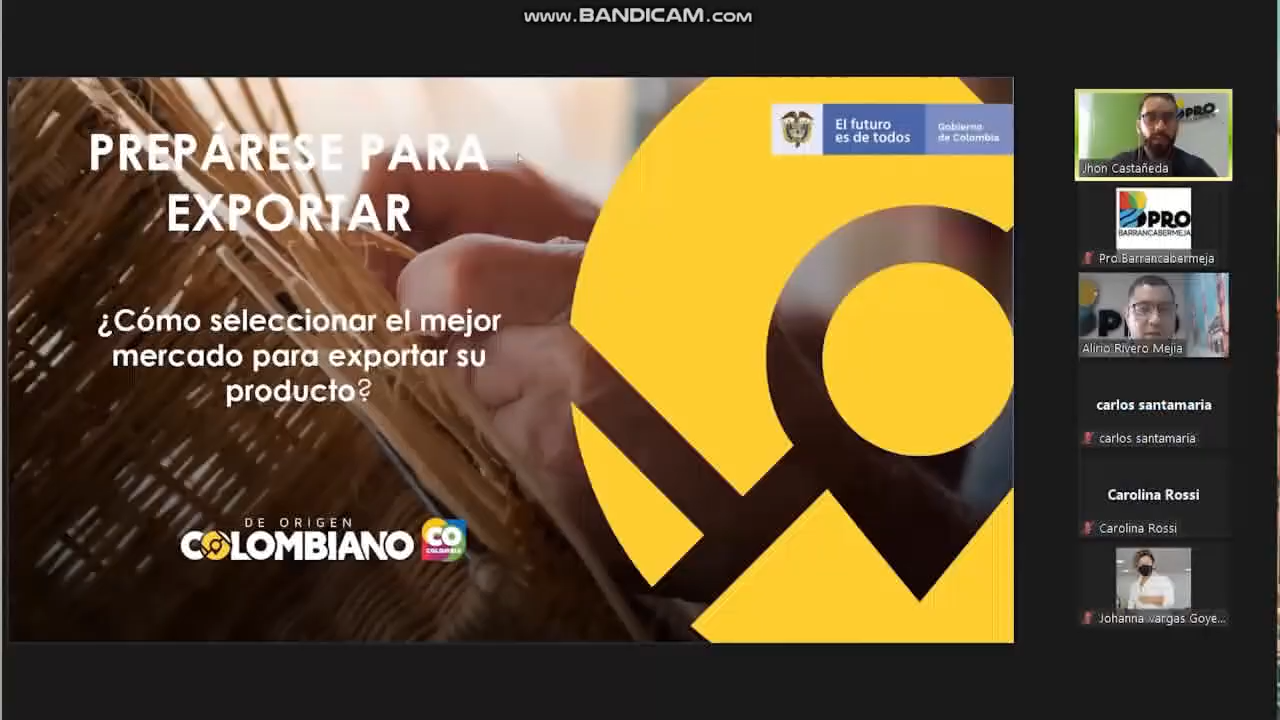 www.BANDICAM.com
PREPÁRESE PARA
EXPORTAR
¿Cómo seleccionar el mejor
mercado para exportar su
producto?
DE ORIGEN
COLOMBIANO
CO
COLOMBIA
El futuro
es de todos
Gobierno
de Colombia
PRO
Jhon Castañeda
PRO
BARRANCABERMEJA
Pro Barrancabermeja
P
Alirio Rivero Mejia
carlos santamaria
carlos santamaria
Carolina Rossi
Carolina Rossi
Johanna vargas Goye...